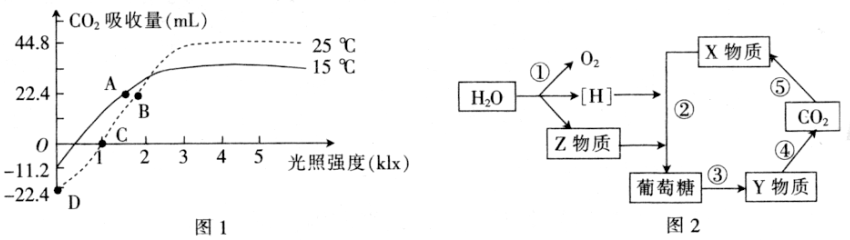 CO₂ 吸收量(mL)
44.8
22.4
O
-11.2
-22.4
A
B
C
D
25 ℃
15 ℃
1 2 3 4 5 光照强度(klx)
图 1
H₂O
①
O₂
[H]
Z 物质
②
X 物质
⑤
CO₂
④
葡萄糖
③
Y 物质
图 2